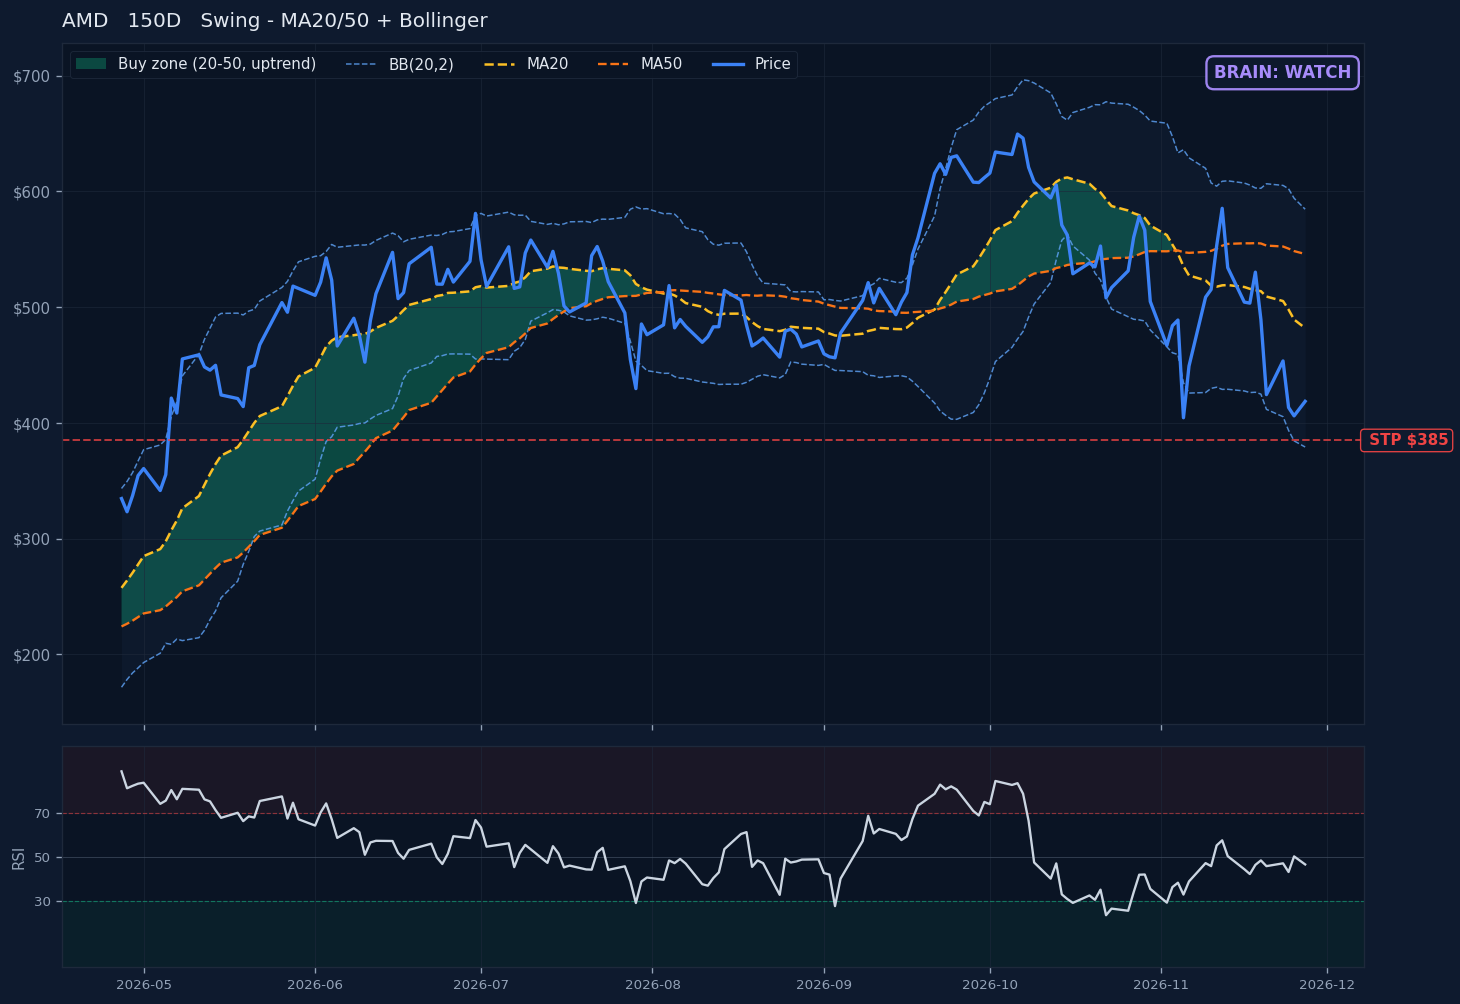 AMD   150D   Swing - MA20/50 + Bollinger
Buy zone (20-50, uptrend)   BB(20,2)   MA20   MA50   Price
BRAIN: WATCH
$700
$600
$500
$400
$300
$200
STP $385
RSI
70
50
30
2026-05   2026-06   2026-07   2026-08   2026-09   2026-10   2026-11   2026-12